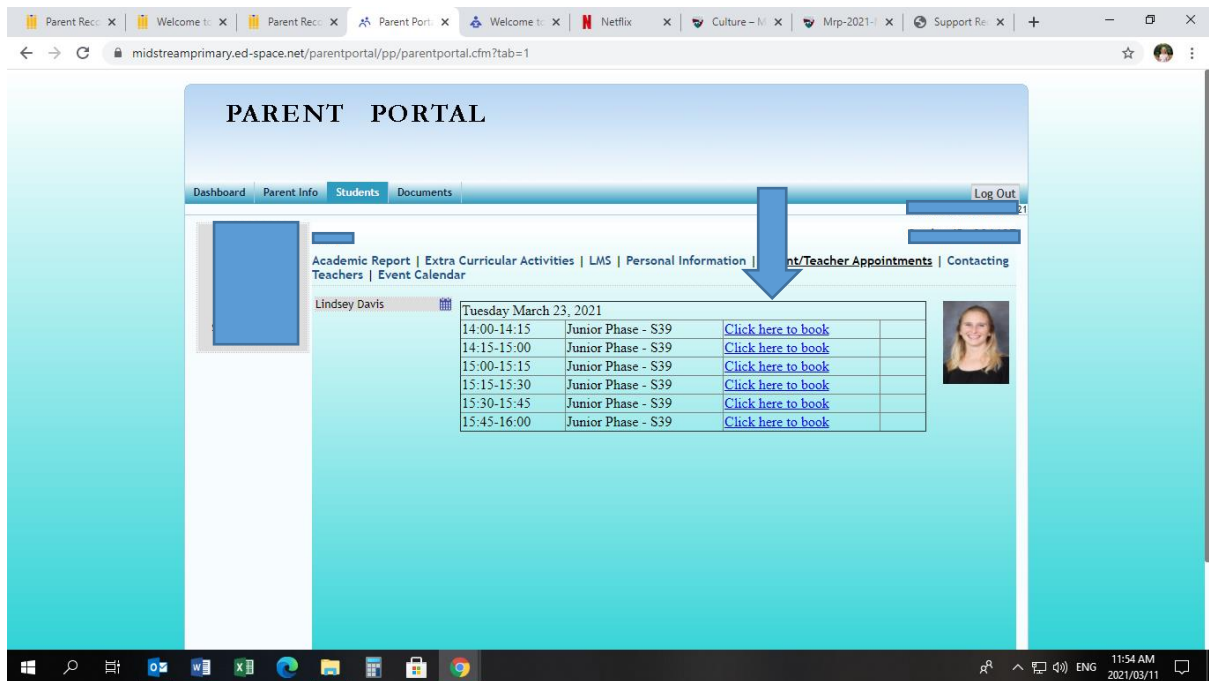 Parent Reco
Welcome to
Parent Reco
Parent Porta
Welcome to
Netflix
Culture – M
Mrp-2021-
Support Re
midstreamprimary.ed-space.net/parentportal/pp/parentportal.cfm?tab=1
PARENT PORTAL
Dashboard Parent Info Students Documents Log Out
21
Academic Report | Extra Curricular Activities | LMS | Personal Information | nt/Teacher Appointments | Contacting
Teachers | Event Calendar
Lindsey Davis
Tuesday March 23, 2021
14:00-14:15 Junior Phase - S39 Click here to book
14:15-15:00 Junior Phase - S39 Click here to book
15:00-15:15 Junior Phase - S39 Click here to book
15:15-15:30 Junior Phase - S39 Click here to book
15:30-15:45 Junior Phase - S39 Click here to book
15:45-16:00 Junior Phase - S39 Click here to book
ENG 11:54 AM
2021/03/11